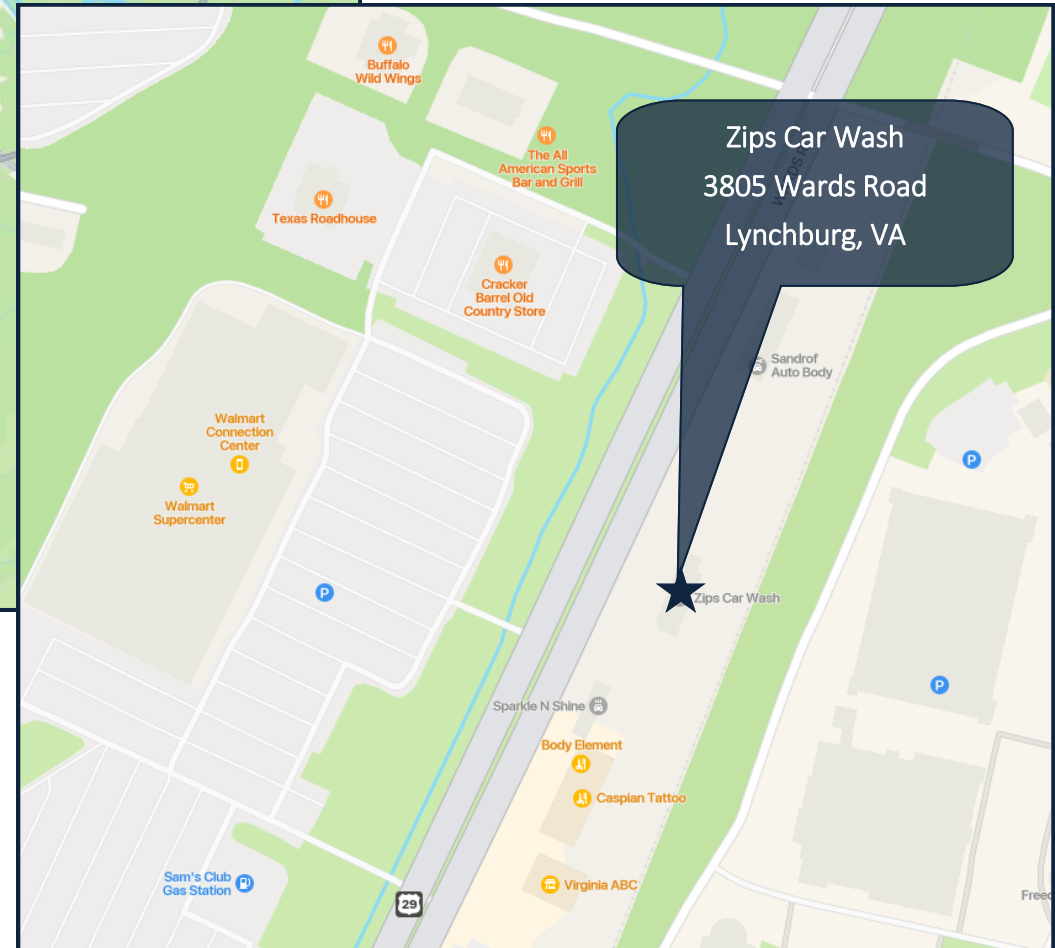 Buffalo
Wild Wings
The All
American Sports
Bar and Grill
Zips Car Wash
3805 Wards Road
Lynchburg, VA
Texas Roadhouse
Cracker
Barrel Old
Country Store
Sandrof
Auto Body
Walmart
Connection
Center
P
Walmart
Supercenter
P
Zips Car Wash
P
Sparkle N Shine
Body Element
Caspian Tattoo
Sam's Club
Gas Station
Virginia ABC
29